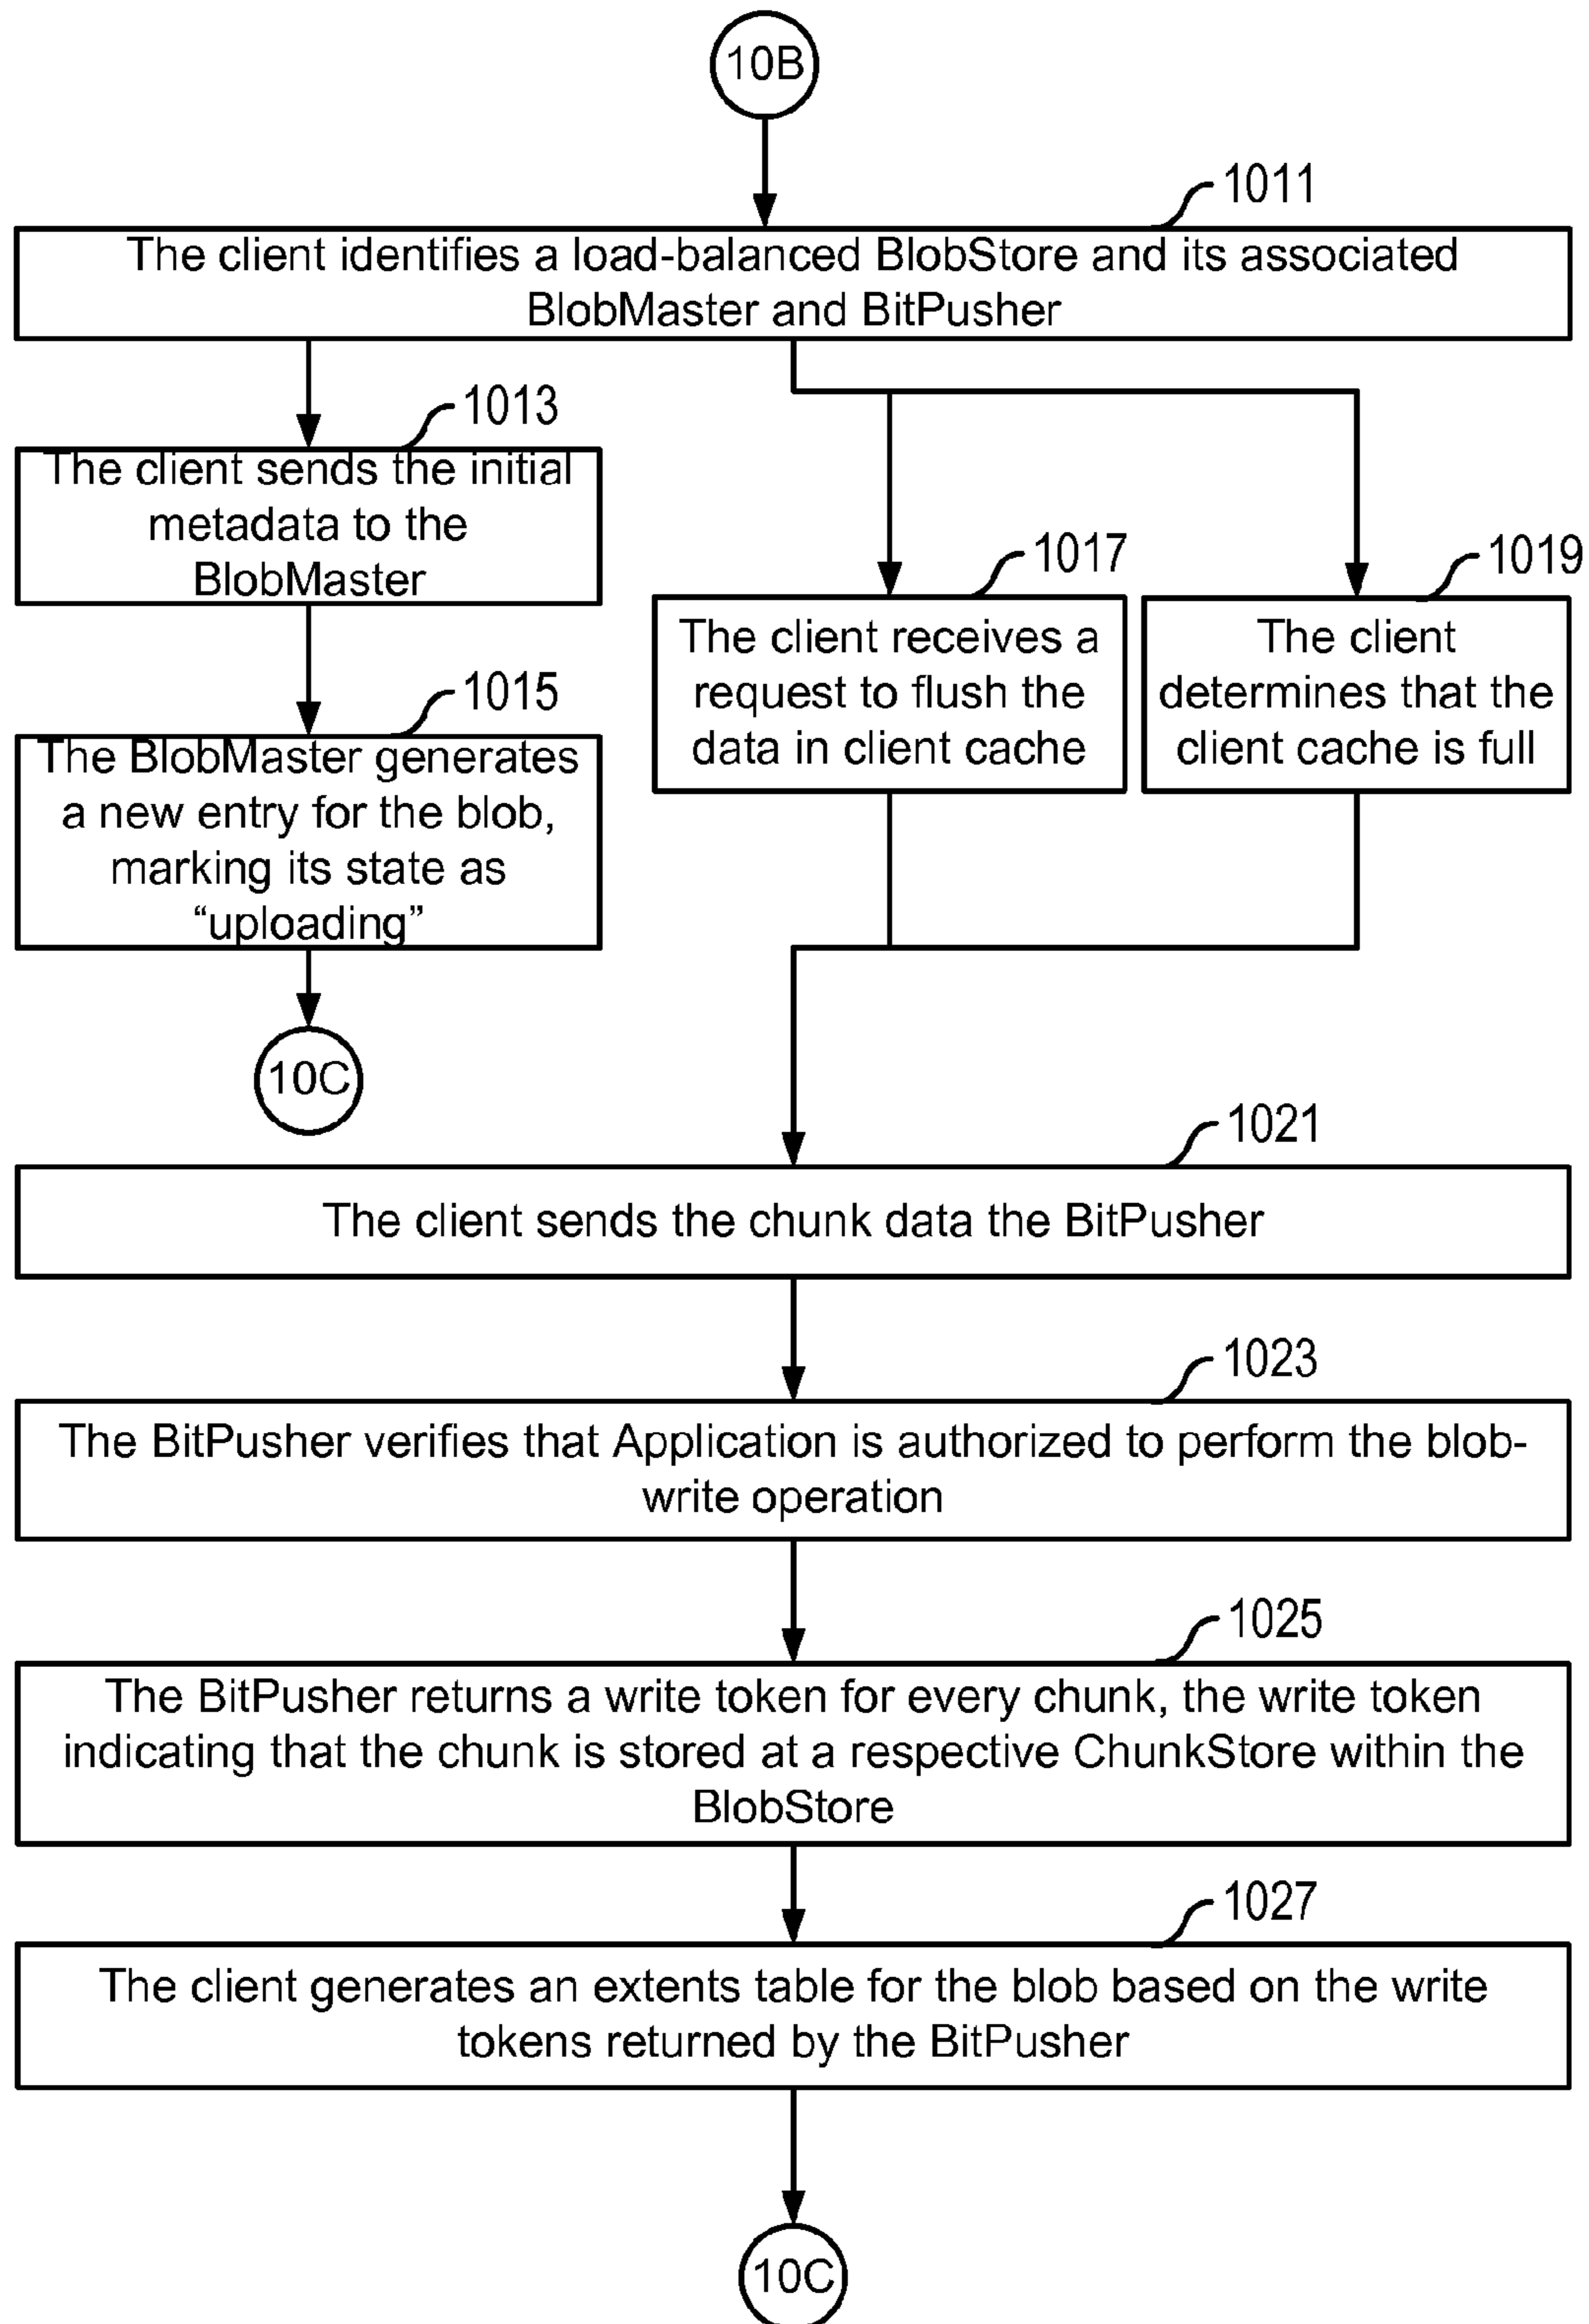 10B
1011
The client identifies a load-balanced BlobStore and its associated
BlobMaster and BitPusher
1013
The client sends the initial
metadata to the
BlobMaster
1015
The BlobMaster generates
a new entry for the blob,
marking its state as
“uploading”
10C
1017
The client receives a
request to flush the
data in client cache
1019
The client
determines that the
client cache is full
1021
The client sends the chunk data the BitPusher
1023
The BitPusher verifies that Application is authorized to perform the blob-
write operation
1025
The BitPusher returns a write token for every chunk, the write token
indicating that the chunk is stored at a respective ChunkStore within the
BlobStore
1027
The client generates an extents table for the blob based on the write
tokens returned by the BitPusher
10C